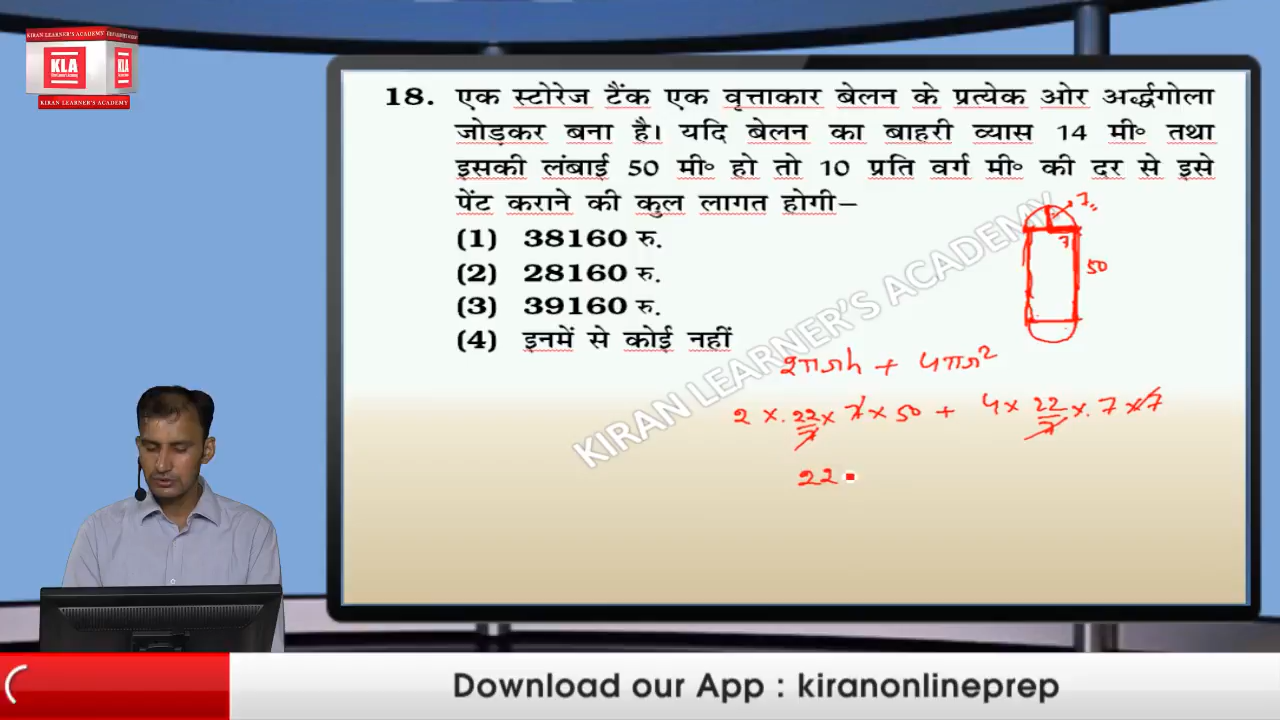 KIRAN LEARNER'S ACADEMY
KLA
KLA
KIRAN LEARNER'S ACADEMY
18. एक स्टोरेज टैंक एक वृत्ताकार बेलन के प्रत्येक ओर अर्द्धगोला
जोड़कर बना है। यदि बेलन का बाहरी व्यास 14 मी° तथा
इसकी लंबाई 50 मी° हो तो 10 प्रति वर्ग मी° की दर से इसे
पेंट कराने की कुल लागत होगी–
(1) 38160 रु.
(2) 28160 रु.
(3) 39160 रु.
(4) इनमें से कोई नहीं
7
7
50
KIRAN LEARNER'S ACADEMY
2πrh + 4πr²
2 × 22/7 × 7 × 50 + 4 × 22/7 × 7 × 7
22
Download our App : kiranonlineprep